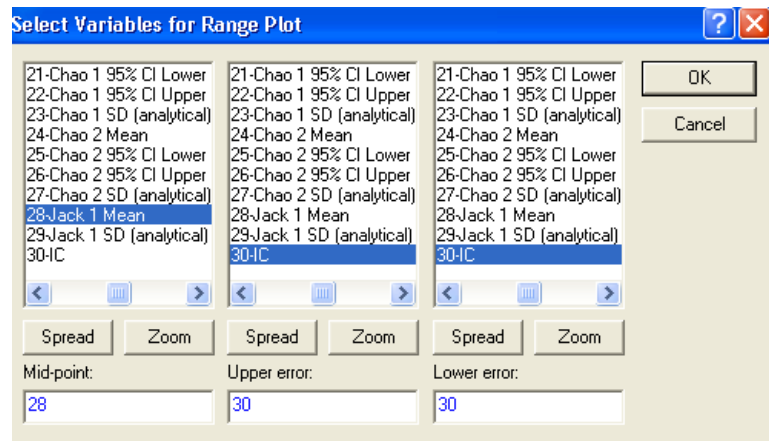 Select Variables for Range Plot
21-Chao 1 95% CI Lower
22-Chao 1 95% CI Upper
23-Chao 1 SD (analytical)
24-Chao 2 Mean
25-Chao 2 95% CI Lower
26-Chao 2 95% CI Upper
27-Chao 2 SD (analytical)
28-Jack 1 Mean
29-Jack 1 SD (analytical)
30-IC
21-Chao 1 95% CI Lower
22-Chao 1 95% CI Upper
23-Chao 1 SD (analytical)
24-Chao 2 Mean
25-Chao 2 95% CI Lower
26-Chao 2 95% CI Upper
27-Chao 2 SD (analytical)
28-Jack 1 Mean
29-Jack 1 SD (analytical)
30-IC
21-Chao 1 95% CI Lower
22-Chao 1 95% CI Upper
23-Chao 1 SD (analytical)
24-Chao 2 Mean
25-Chao 2 95% CI Lower
26-Chao 2 95% CI Upper
27-Chao 2 SD (analytical)
28-Jack 1 Mean
29-Jack 1 SD (analytical)
30-IC
OK
Cancel
Spread Zoom
Spread Zoom
Spread Zoom
Mid-point:
28
Upper error:
30
Lower error:
30